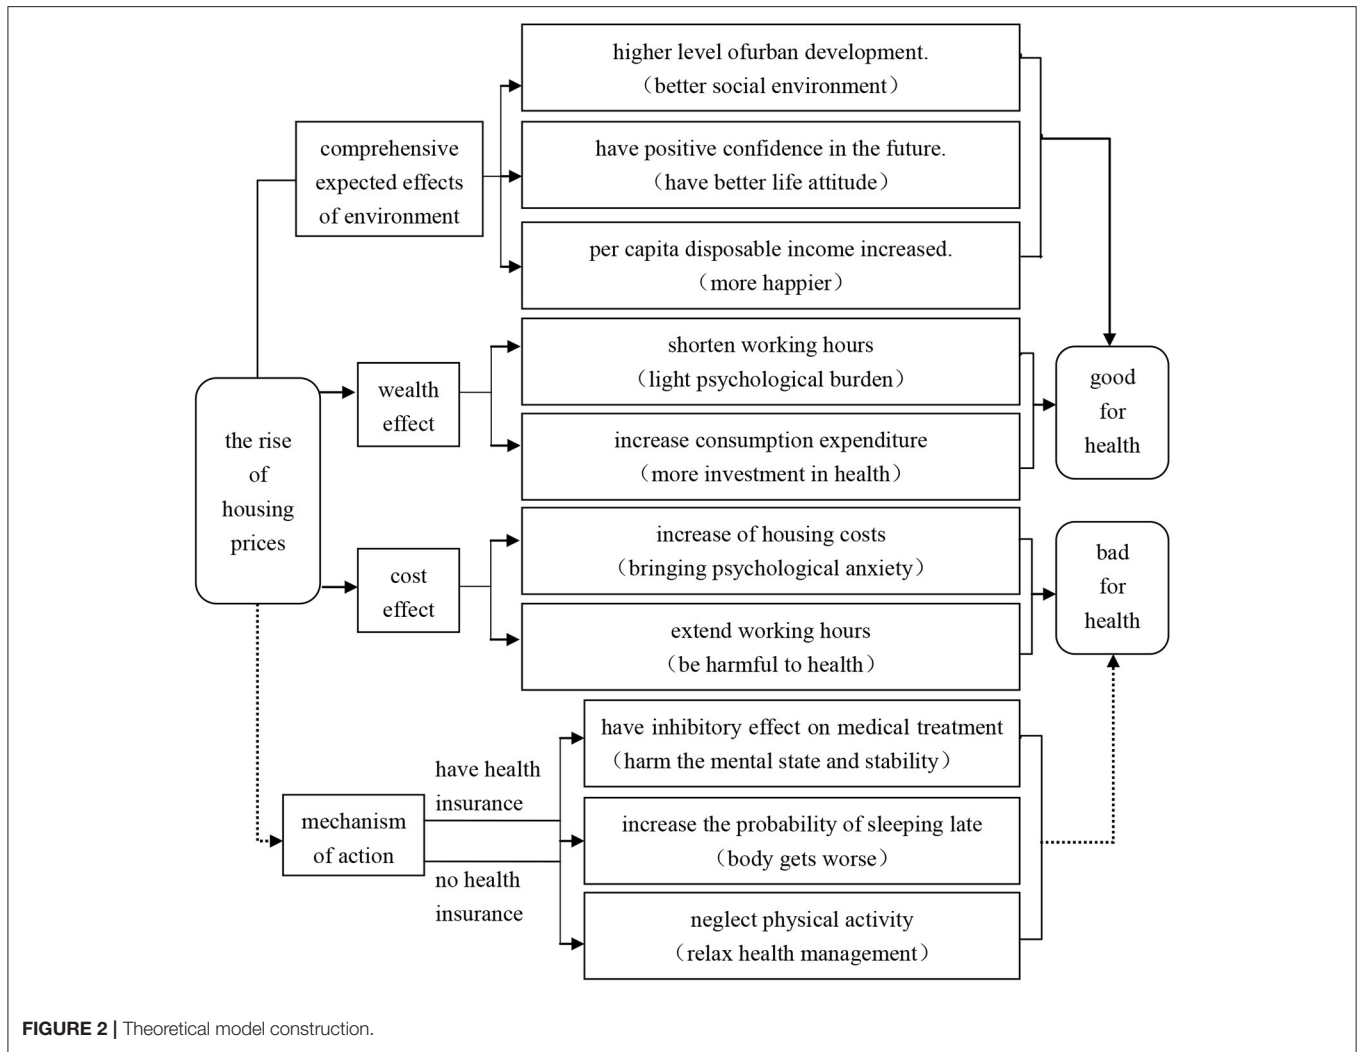 higher level ofurban development.
（better social environment）
comprehensive
expected effects
of environment
have positive confidence in the future.
（have better life attitude）
per capita disposable income increased.
（more happier）
the rise
of
housing
prices
wealth
effect
shorten working hours
（light psychological burden）
increase consumption expenditure
（more investment in health）
good
for
health
cost
effect
increase of housing costs
（bringing psychological anxiety）
extend working hours
（be harmful to health）
bad
for
health
mechanism
of action
have health
insurance
no health
insurance
have inhibitory effect on medical treatment
（harm the mental state and stability）
increase the probability of sleeping late
（body gets worse）
neglect physical activity
（relax health management）
FIGURE 2 | Theoretical model construction.